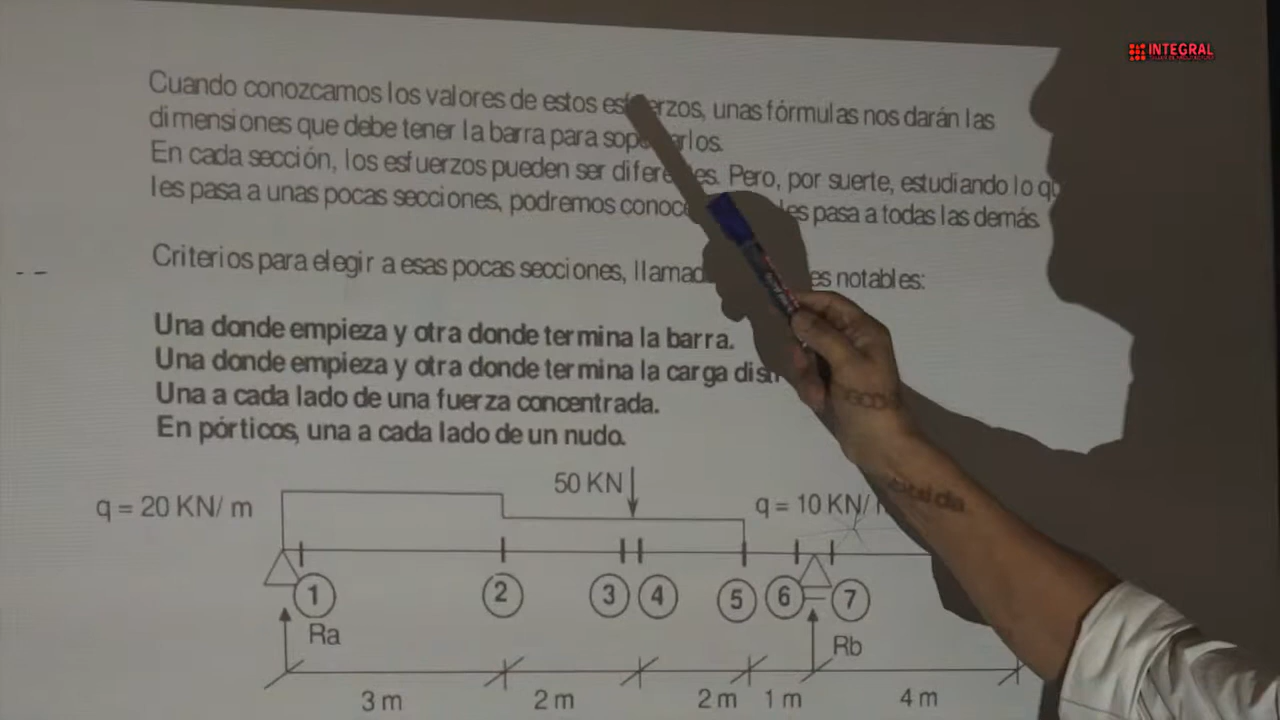 INTEGRAL
Cuando conozcamos los valores de estos esfuerzos, unas fórmulas nos darán las
dimensiones que debe tener la barra para soportarlos.
En cada sección, los esfuerzos pueden ser diferentes. Pero, por suerte, estudiando lo qu
les pasa a unas pocas secciones, podremos conoc les pasa a todas las demás.
Criterios para elegir a esas pocas secciones, llamad es notables:
Una donde empieza y otra donde termina la barra.
Una donde empieza y otra donde termina la carga dist
Una a cada lado de una fuerza concentrada.
En pórticos, una a cada lado de un nudo.
50 KN
q = 20 KN/ m
q = 10 KN/
1 2 3 4 5 6 7
Ra
Rb
3 m 2 m 2 m 1 m 4 m